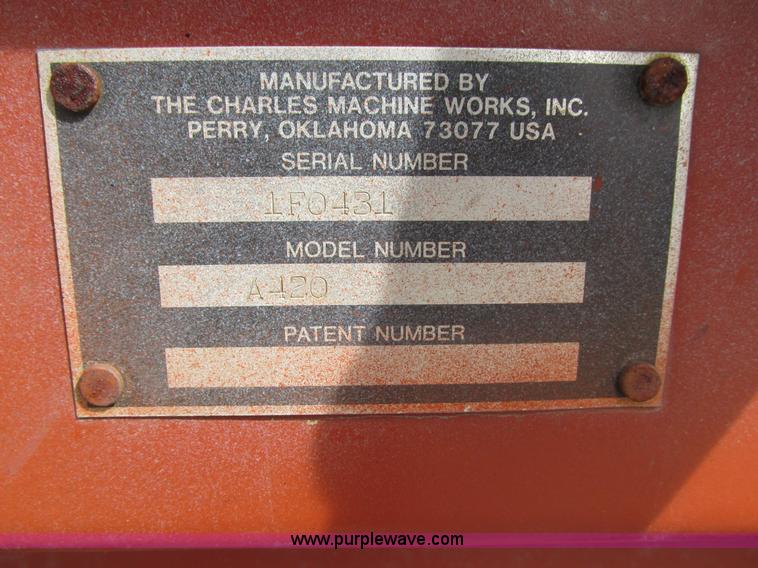 MANUFACTURED BY
THE CHARLES MACHINE WORKS, INC.
PERRY, OKLAHOMA 73077 USA
SERIAL NUMBER
1F0431
MODEL NUMBER
A420
PATENT NUMBER
www.purplewave.com